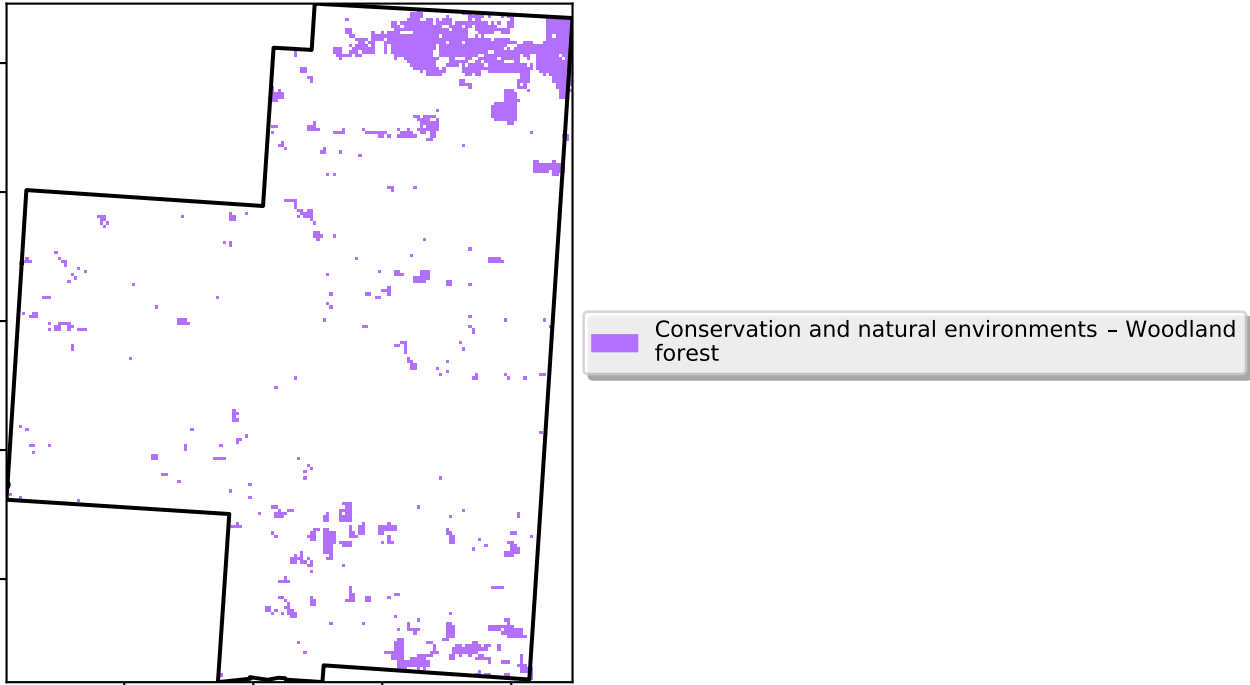 Conservation and natural environments – Woodland
forest